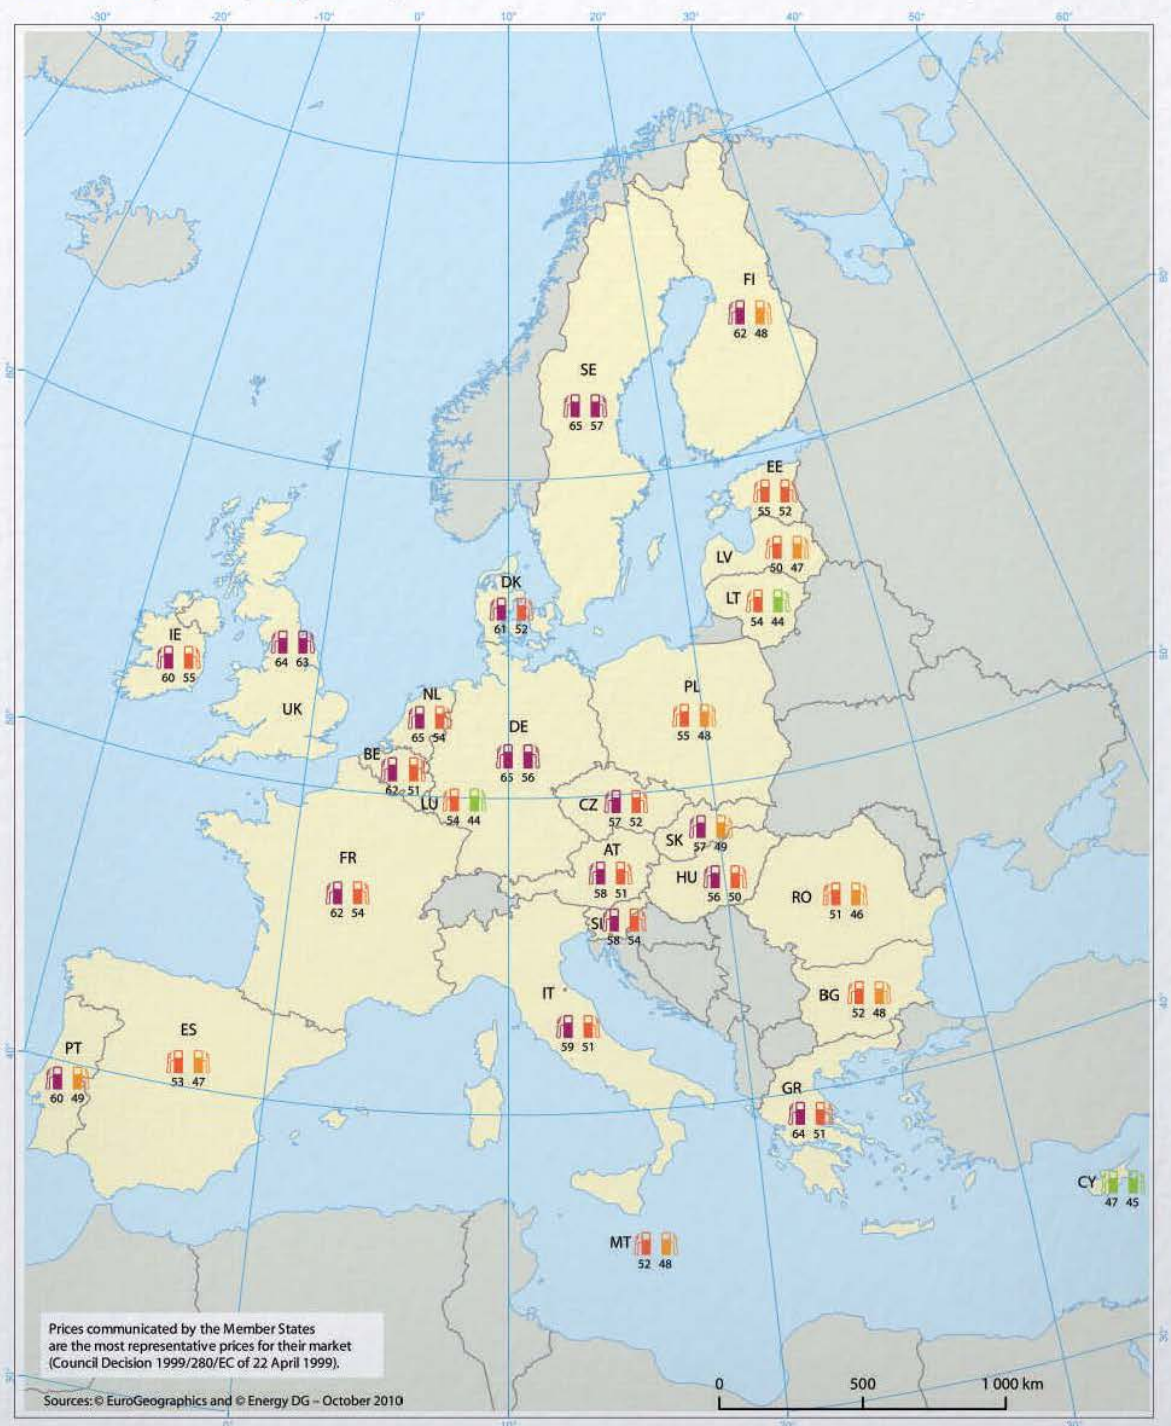 -30° -20° -10° 0° 10° 20° 30° 40° 50° 60°
FI
62 48
SE
65 57
EE
55 52
LV
50 47
LT
54 44
DK
61 52
IE
60 55
64 63
UK
NL
65 54
BE
62 51
LU
54 44
DE
65 56
PL
55 48
CZ
57 52
SK
57 49
AT
58 51
HU
56 50
FR
62 54
SI
58 54
RO
51 46
IT
59 51
BG
52 48
PT
60 49
ES
53 47
GR
64 51
CY
47 45
MT
52 48
Prices communicated by the Member States
are the most representative prices for their market
(Council Decision 1999/280/EC of 22 April 1999).
Sources: © EuroGeographics and © Energy DG – October 2010
0 500 1 000 km